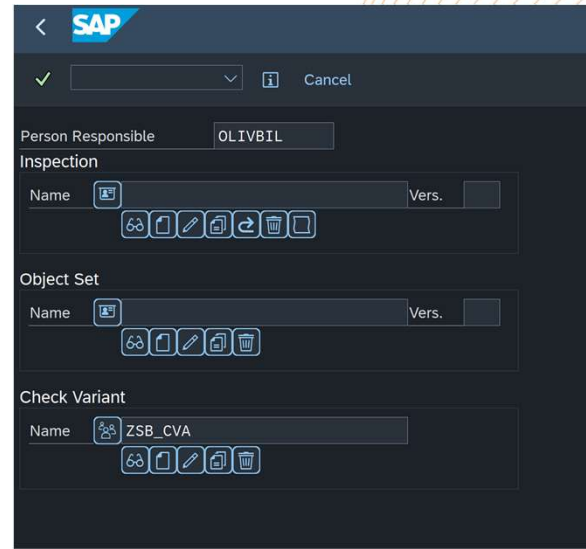 SAP
Cancel
Person Responsible OLIVBIL
Inspection
Name Vers.
Object Set
Name Vers.
Check Variant
Name ZSB_CVA